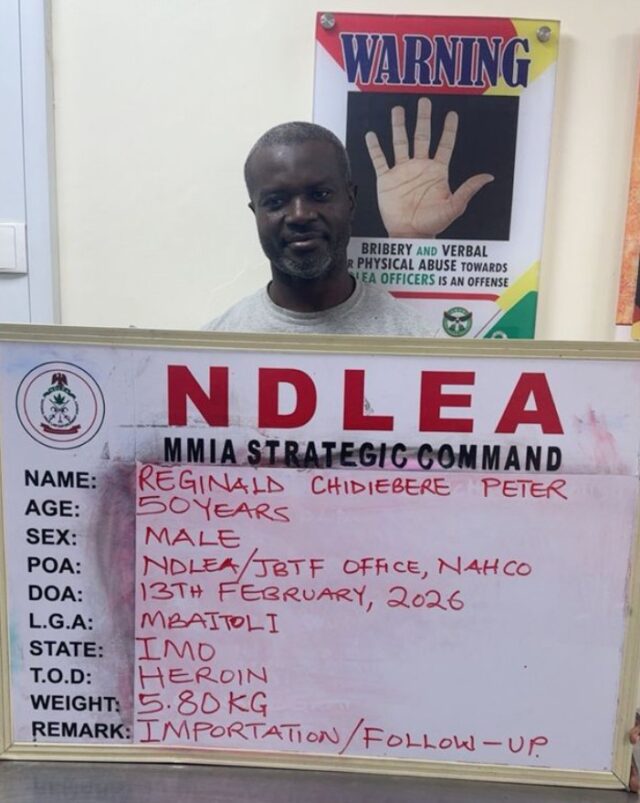 WARNING
BRIBERY AND VERBAL
R PHYSICAL ABUSE TOWARDS
LEA OFFICERS IS AN OFFENSE
NDLEA
MMIA STRATEGIC COMMAND
NAME: REGINALD CHIDIEBERE PETER
AGE: 50 YEARS
SEX: MALE
POA: NDLEA/JBTF OFFICE, NAHCO
DOA: 13TH FEBRUARY, 2026
L.G.A: MBAITOLI
STATE: IMO
T.O.D: HEROIN
WEIGHT: 5.80KG
REMARK: IMPORTATION/FOLLOW-UP